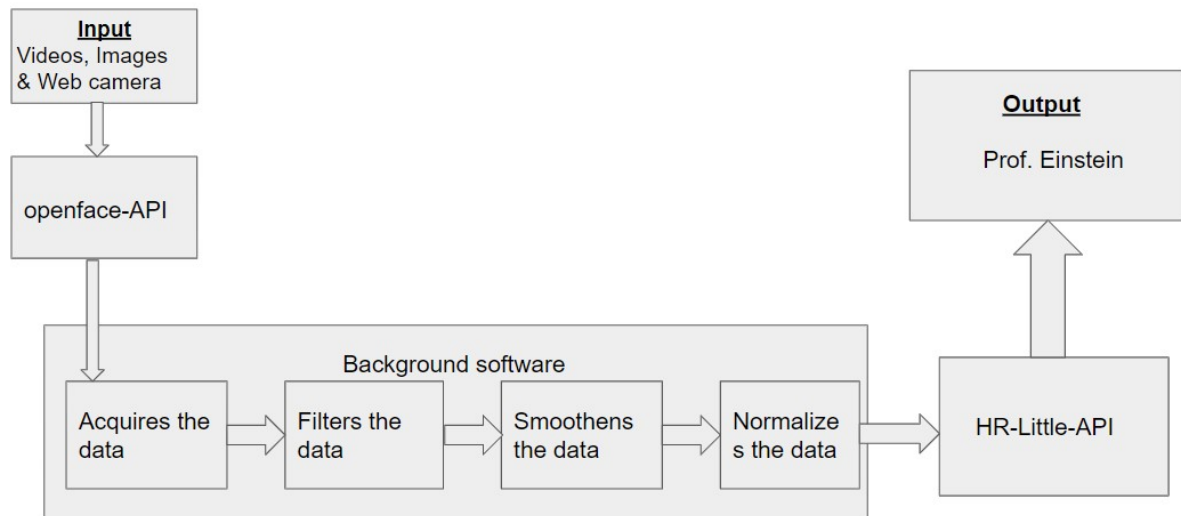 Input
Videos, Images
& Web camera
openface-API
Background software
Acquires the
data
Filters the
data
Smoothens
the data
Normalize
s the data
HR-Little-API
Output
Prof. Einstein